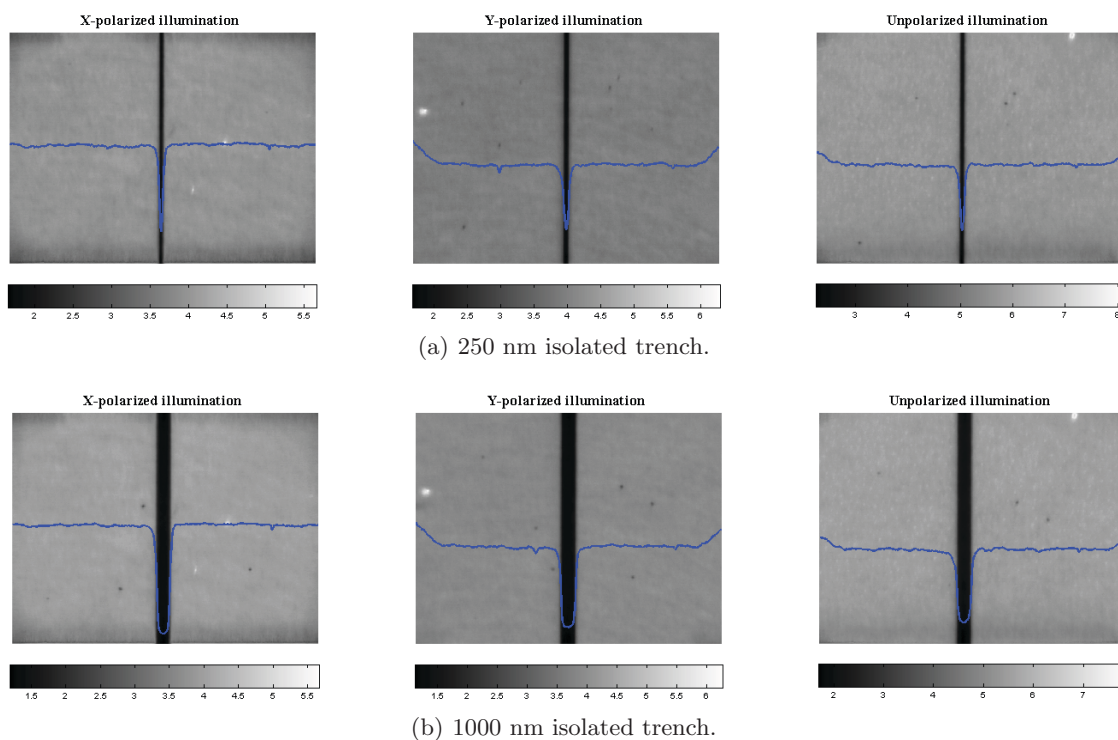 X-polarized illumination Y-polarized illumination Unpolarized illumination
2 2.5 3 3.5 4 4.5 5 5.5 2 2.5 3 3.5 4 4.5 5 5.5 6 3 4 5 6 7 8
(a) 250 nm isolated trench.
X-polarized illumination Y-polarized illumination Unpolarized illumination
1.5 2 2.5 3 3.5 4 4.5 5 5.5 1.5 2 2.5 3 3.5 4 4.5 5 5.5 6 2 3 4 5 6 7
(b) 1000 nm isolated trench.